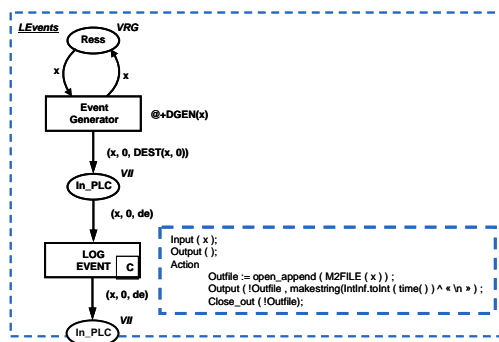 LEvents
VRG
Ress
x
x
Event
Generator
@+DGEN(x)
(x, 0, DEST(x, 0))
VII
In_PLC
(x, 0, de)
LOG
EVENT
C
(x, 0, de)
VII
In_PLC
Input ( x );
Output ( );
Action
Outfile := open_append ( M2FILE ( x ) ) ;
Output ( !Outfile , makestring(IntInf.toInt ( time( ) ) ^ « \n » ) ;
Close_out ( !Outfile);